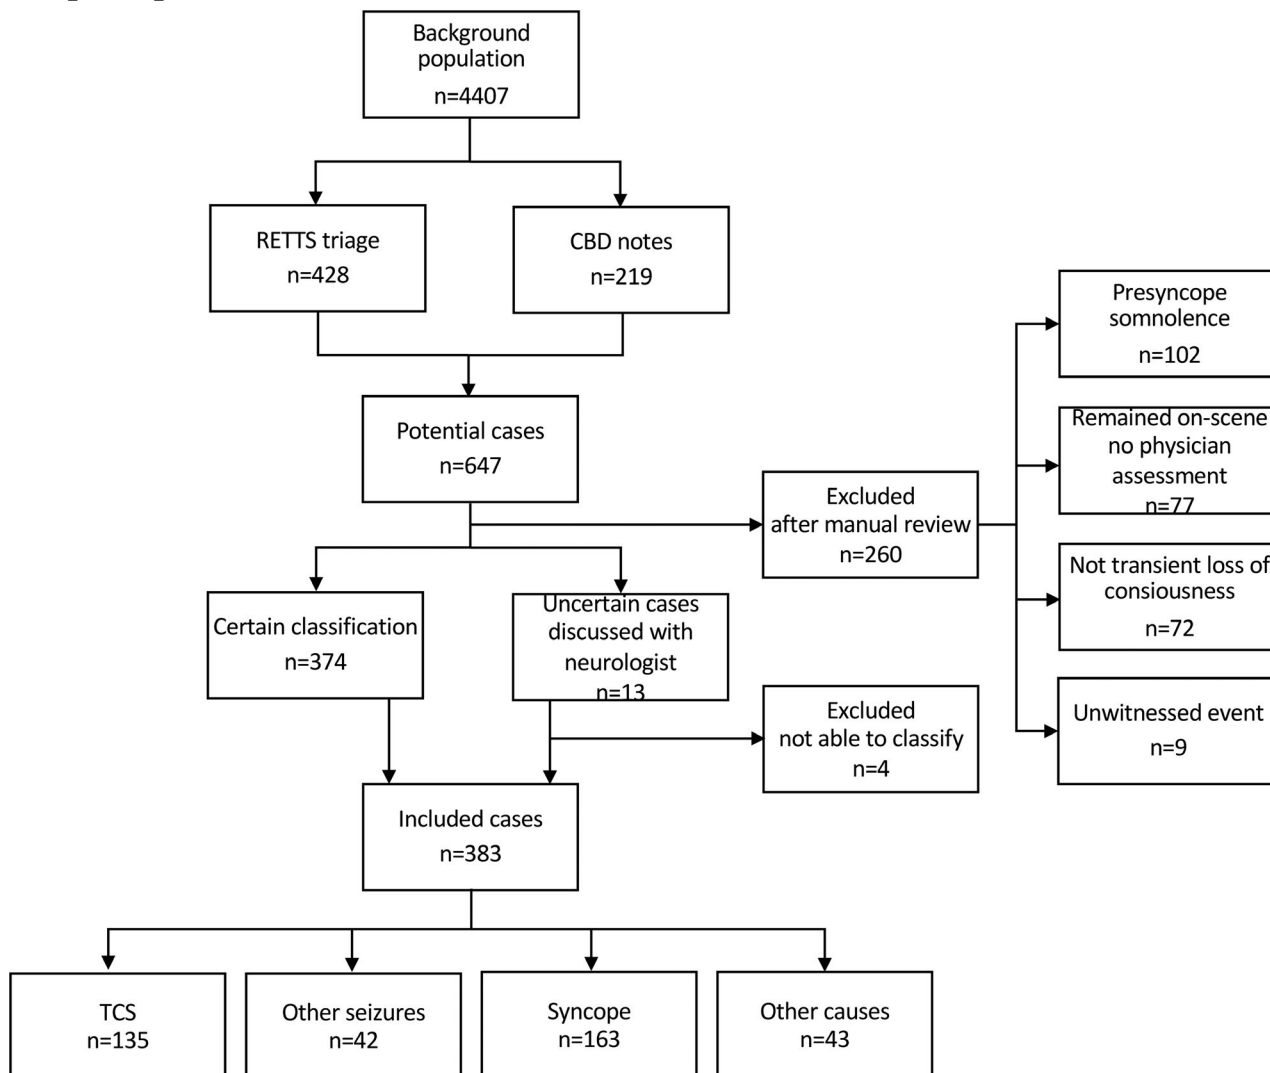 Background
population
n=4407
RETTS triage
n=428
CBD notes
n=219
Presyncope
somnolence
n=102
Potential cases
n=647
Remained on-scene
no physician
assessment
n=77
Excluded
after manual review
n=260
Not transient loss of
consiousness
n=72
Certain classification
n=374
Uncertain cases
discussed with
neurologist
n=13
Excluded
not able to classify
n=4
Unwitnessed event
n=9
Included cases
n=383
TCS
n=135
Other seizures
n=42
Syncope
n=163
Other causes
n=43